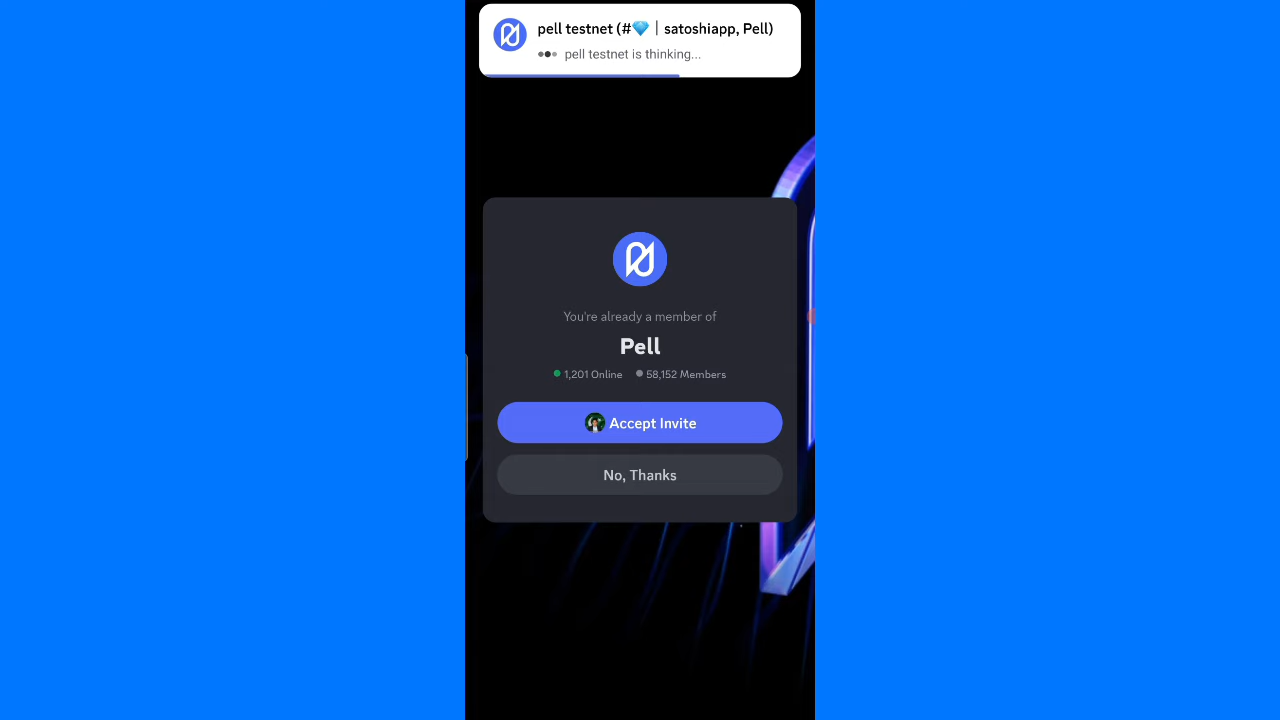 pell testnet (#💎｜satoshiapp, Pell)
pell testnet is thinking...
You're already a member of
Pell
1,201 Online 58,152 Members
Accept Invite
No, Thanks